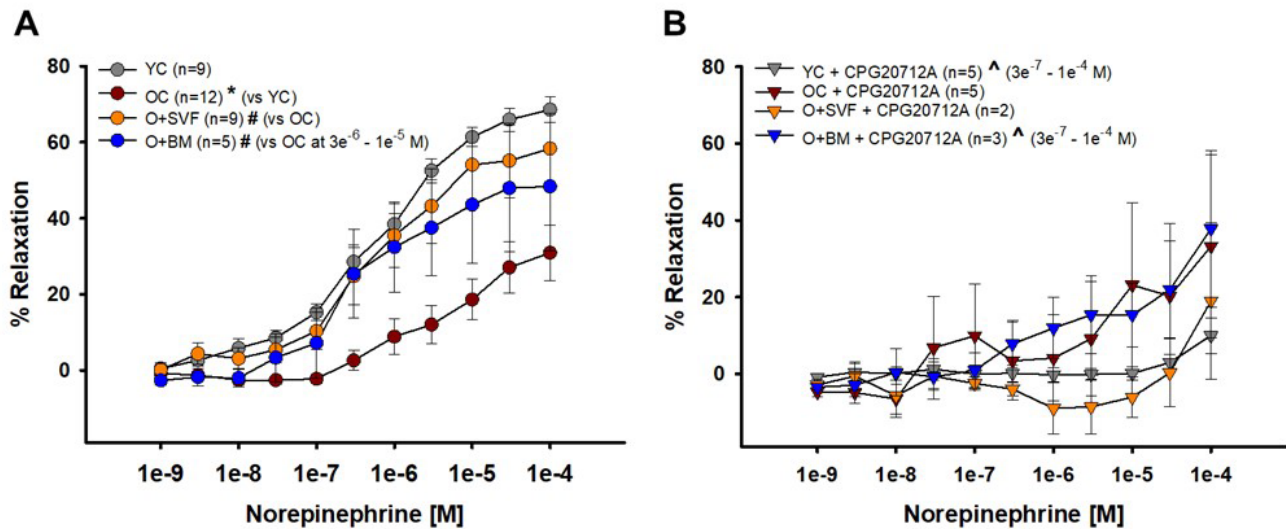 A
% Relaxation
80
60
40
20
0
YC (n=9)
OC (n=12) * (vs YC)
O+SVF (n=9) # (vs OC)
O+BM (n=5) # (vs OC at 3e⁻⁶ - 1e⁻⁵ M)
1e-9 1e-8 1e-7 1e-6 1e-5 1e-4
Norepinephrine [M]
B
% Relaxation
80
60
40
20
0
YC + CPG20712A (n=5) ^ (3e⁻⁷ - 1e⁻⁴ M)
OC + CPG20712A (n=5)
O+SVF + CPG20712A (n=2)
O+BM + CPG20712A (n=3) ^ (3e⁻⁷ - 1e⁻⁴ M)
1e-9 1e-8 1e-7 1e-6 1e-5 1e-4
Norepinephrine [M]